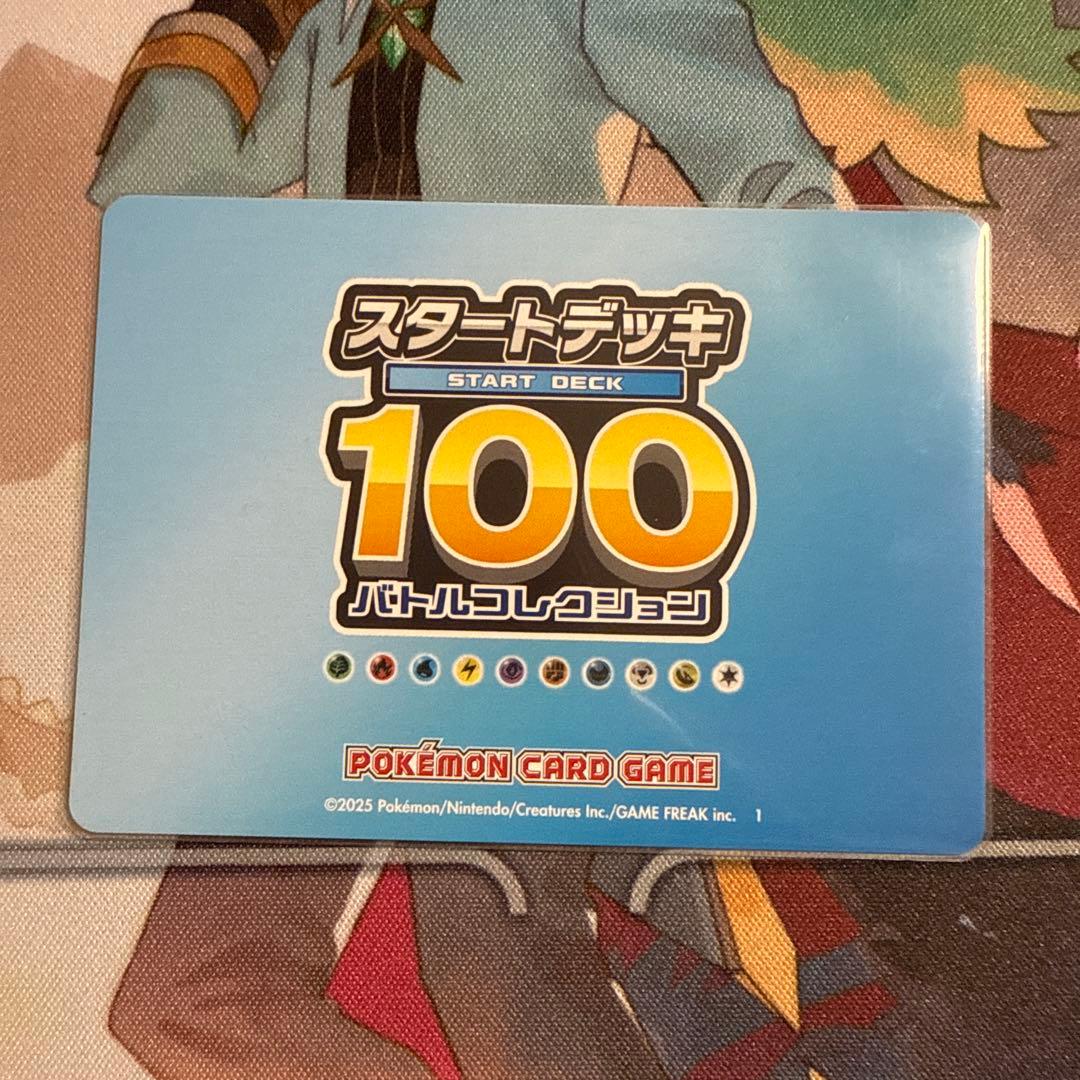 スタートデッキ
START DECK
100
バトルコレクション
POKÉMON CARD GAME
©2025 Pokémon/Nintendo/Creatures Inc./GAME FREAK inc. 1